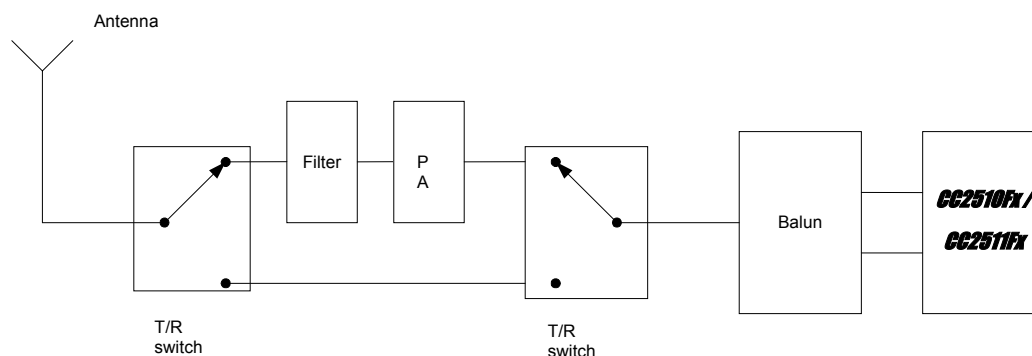 Antenna
Filter
P
A
Balun
CC2510Fx /
CC2511Fx
T/R
switch
T/R
switch